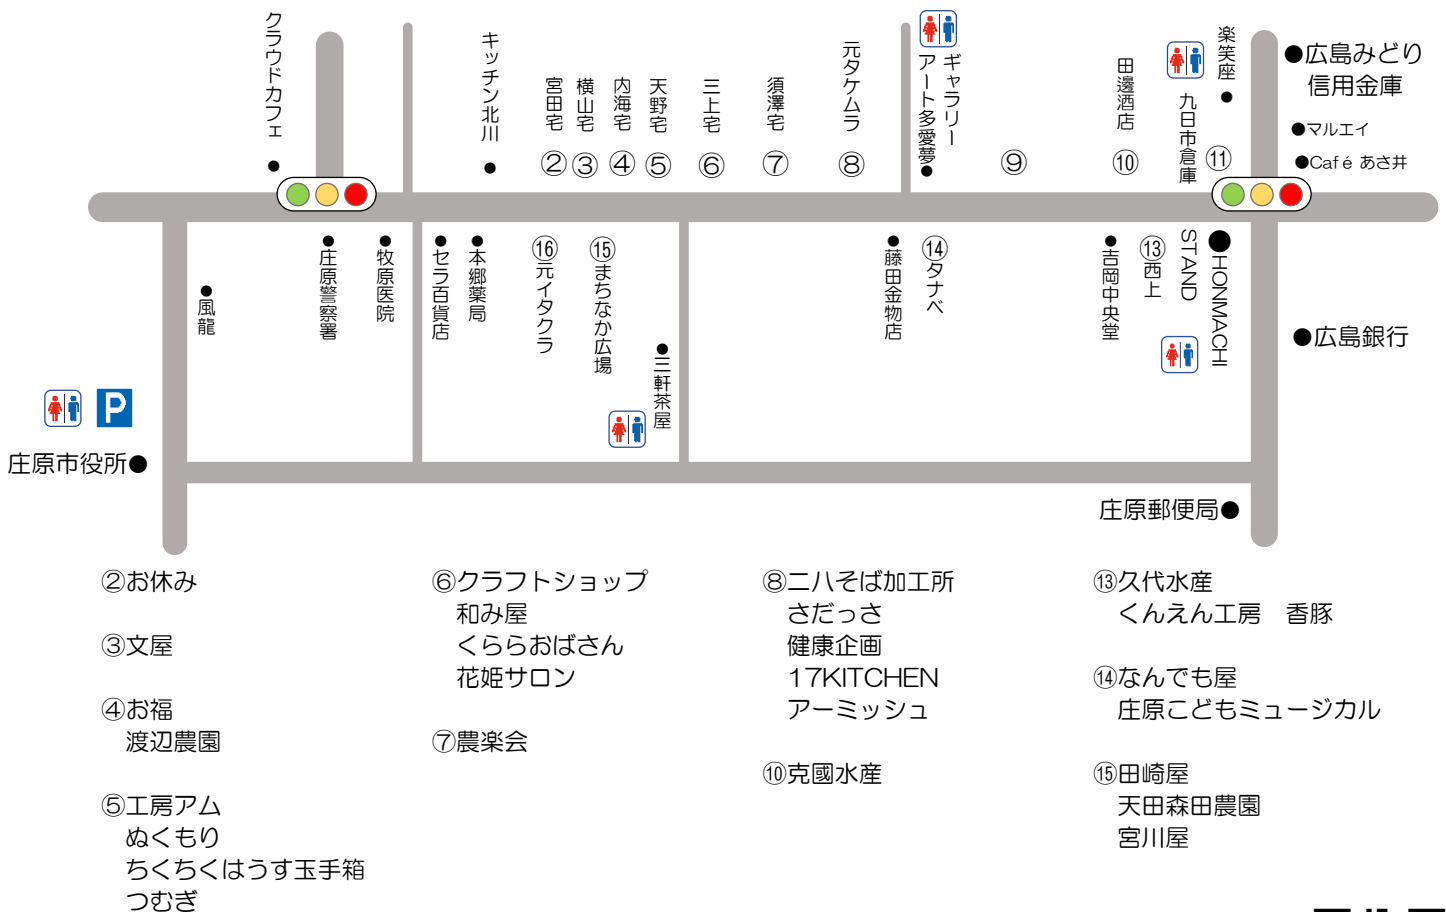 クラウドカフェ
キッチン北川
宮田宅
②
横山宅
③
内海宅
④
天野宅
⑤
三上宅
⑥
須澤宅
⑦
元タケムラ
⑧
ギャラリー
アート多愛夢
⑨
田邊酒店
⑩
九日市倉庫
楽笑座
⑪
●広島みどり
信用金庫
●マルエイ
●Café あさ井
風龍
庄原警察署
牧原医院
セラ百貨店
本郷薬局
⑯元イタクラ
⑮まちなか広場
三軒茶屋
藤田金物店
⑭タナベ
吉岡中央堂
⑬西上
HONMACHI
STAND
●広島銀行
P
庄原市役所●
庄原郵便局●
②お休み
③文屋
④お福
渡辺農園
⑤工房アム
ぬくもり
ちくちくはうす玉手箱
つむぎ
⑥クラフトショップ
和み屋
くららおばさん
花姫サロン
⑦農楽会
⑧二八そば加工所
さだっさ
健康企画
17KITCHEN
アーミッシュ
⑩克國水産
⑬久代水産
くんえん工房　香豚
⑭なんでも屋
庄原こどもミュージカル
⑮田崎屋
天田森田農園
宮川屋